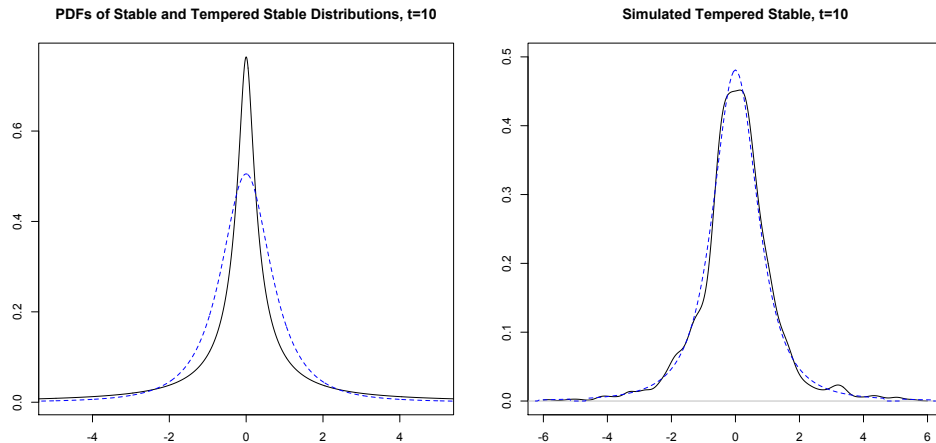 PDFs of Stable and Tempered Stable Distributions, t=10
0.6
0.4
0.2
0.0
-4 -2 0 2 4
Simulated Tempered Stable, t=10
0.5
0.4
0.3
0.2
0.1
0.0
-6 -4 -2 0 2 4 6